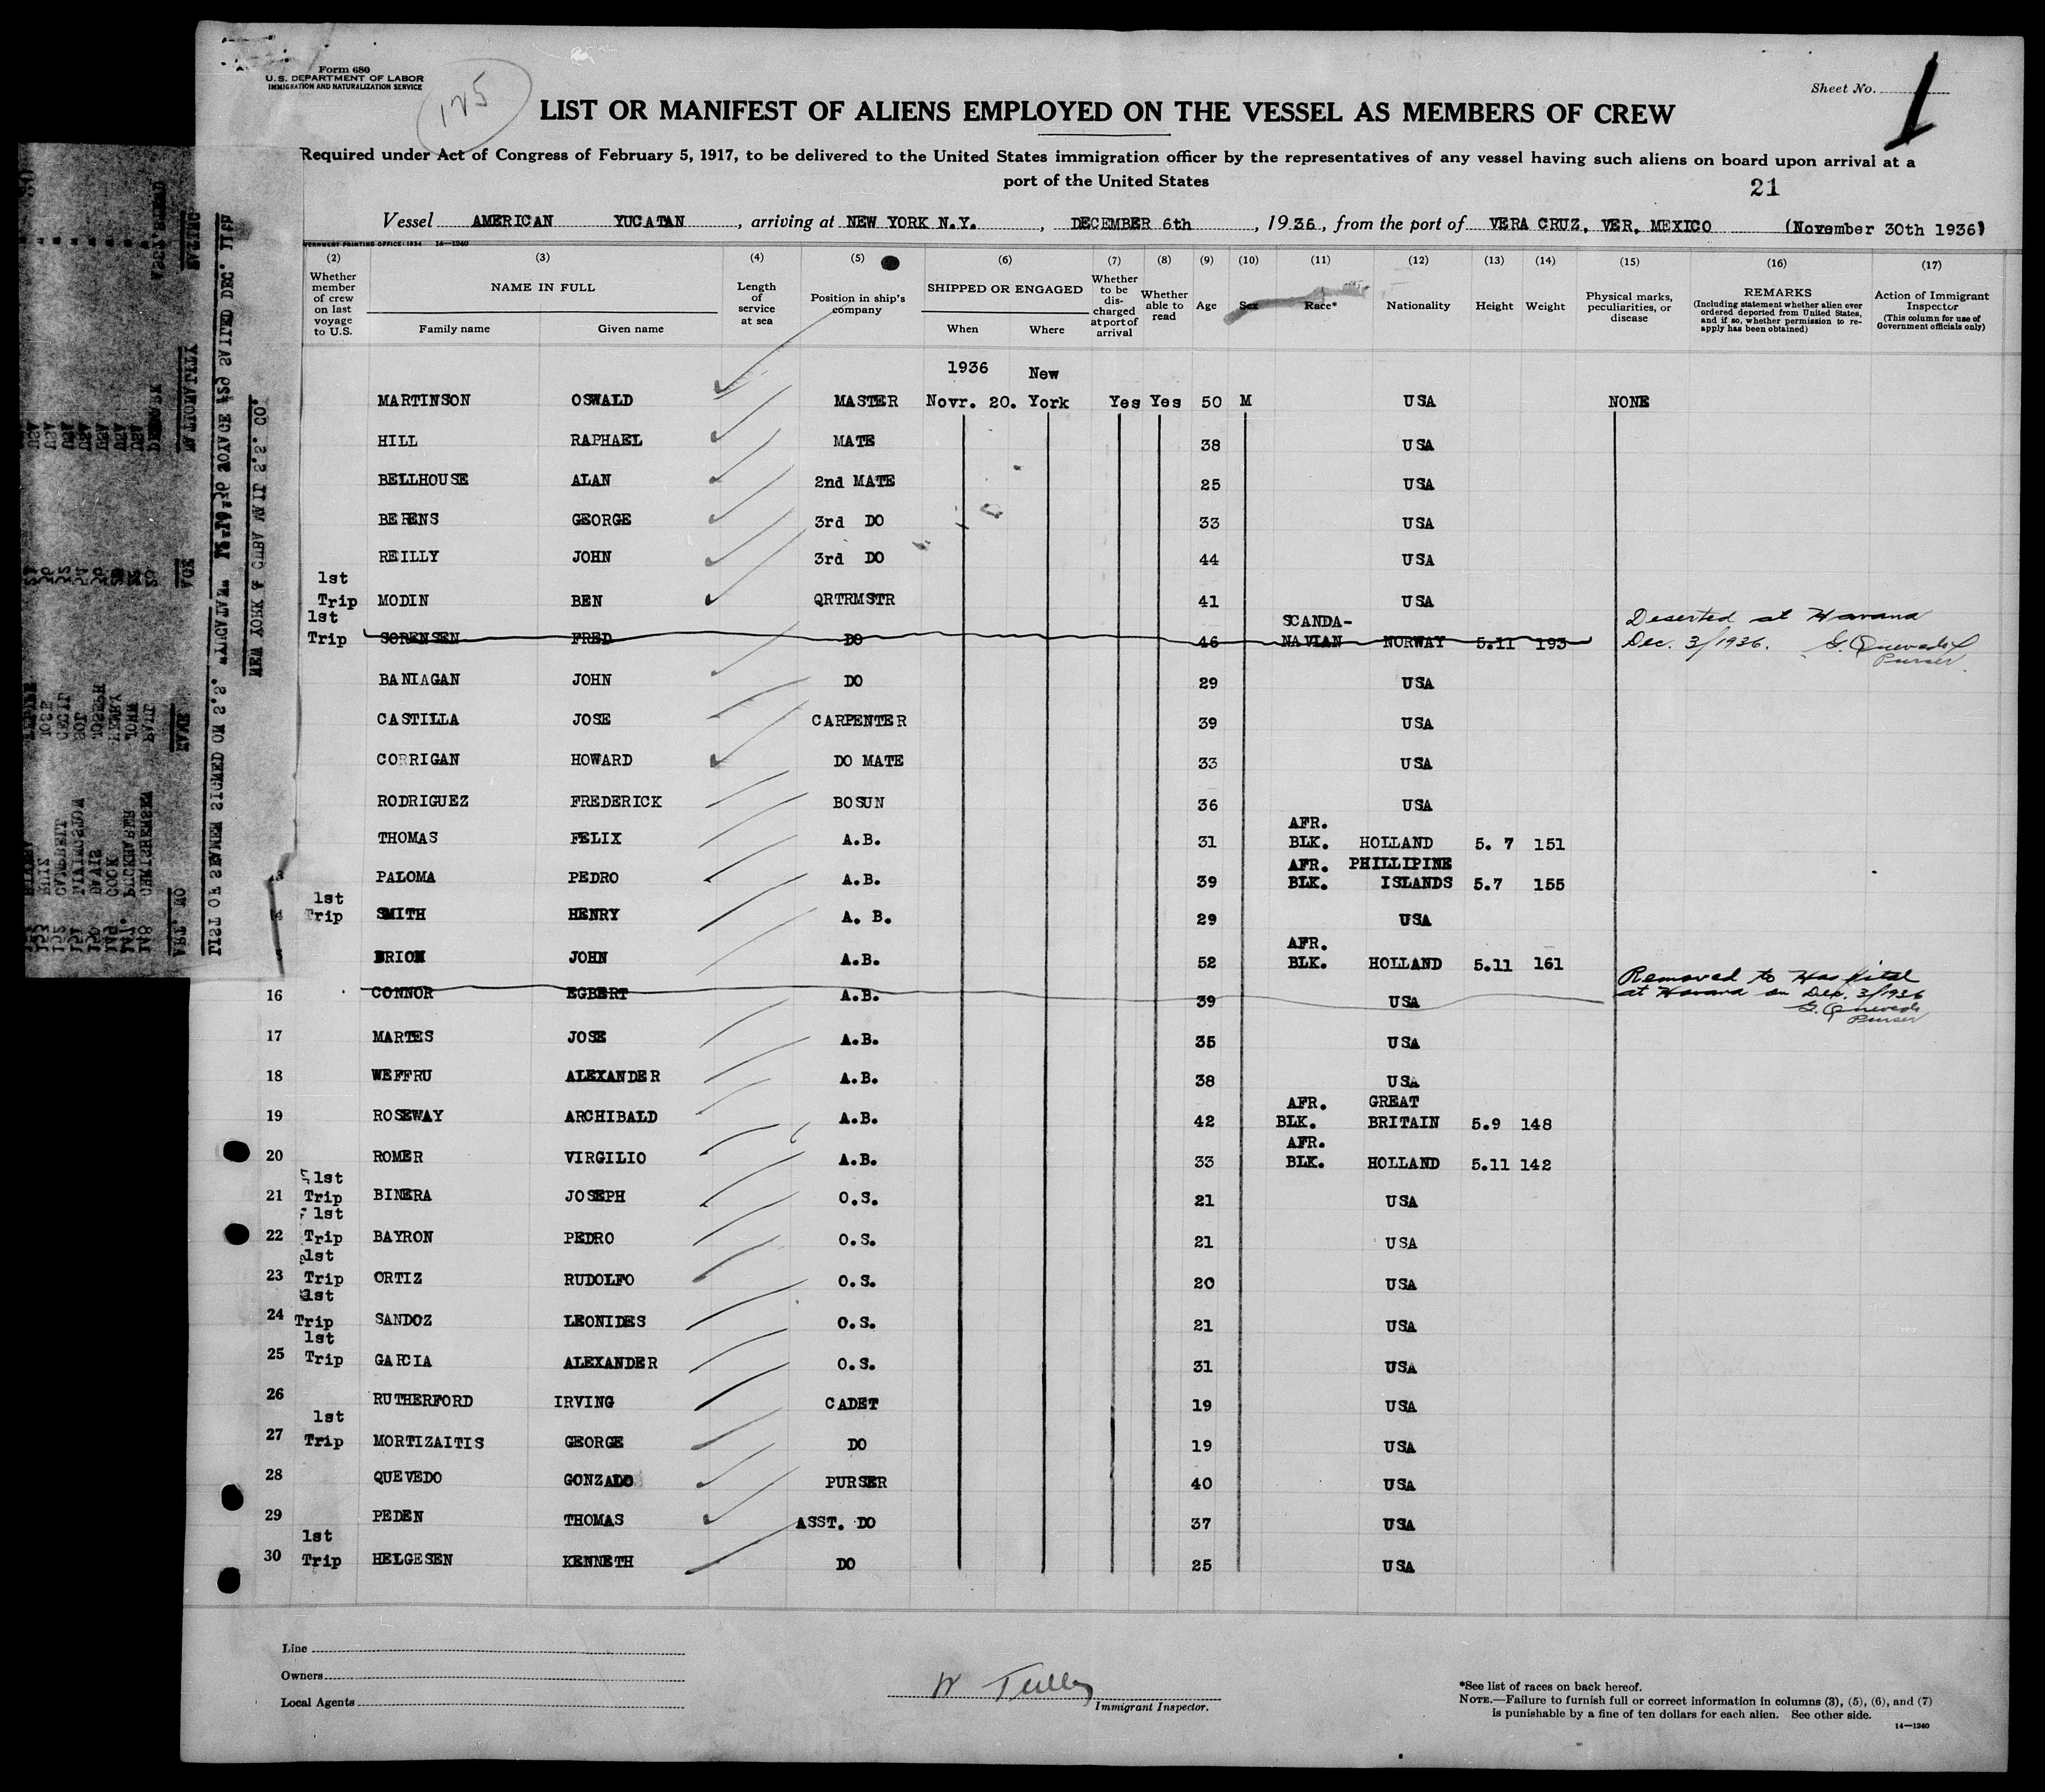 Form 680
U.S. DEPARTMENT OF LABOR
IMMIGRATION AND NATURALIZATION SERVICE
125
Sheet No. 1
LIST OR MANIFEST OF ALIENS EMPLOYED ON THE VESSEL AS MEMBERS OF CREW
Required under Act of Congress of February 5, 1917, to be delivered to the United States immigration officer by the representatives of any vessel having such aliens on board upon arrival at a
port of the United States
21
Vessel AMERICAN YUCATAN, arriving at NEW YORK N.Y., DECEMBER 6th, 1936, from the port of VERA CRUZ, VER, MEXICO (November 30th 1936)
14—1240
(2) (3) (4) (5) (6) (7) (8) (9) (10) (11) (12) (13) (14) (15) (16) (17)
Whether member of crew on last voyage to U.S.
NAME IN FULL
Family name Given name
Length of service at sea
Position in ship's company
SHIPPED OR ENGAGED
When Where
Whether to be discharged at port of arrival
Whether able to read
Age
Sex
Race*
Nationality
Height
Weight
Physical marks, peculiarities, or disease
REMARKS
(Including statement whether alien ever ordered deported from United States, and if so, whether permission to reapply has been obtained)
Action of Immigrant Inspector
(This column for use of Government officials only)
1936 New
MARTINSON OSWALD MASTER Novr. 20. York Yes Yes 50 M USA NONE
HILL RAPHAEL MATE 38 USA
BELLHOUSE ALAN 2nd MATE 25 USA
BERENS GEORGE 3rd DO 33 USA
REILLY JOHN 3rd DO 44 USA
1st
Trip MODIN BEN QRTRMSTR 41 USA
1st SCANDA- Deserted at Havana
Trip SORENSEN FRED DO 46 NAVIAN NORWAY 5.11 193 Dec. 3/1936. G. Quevedo
Purser.
BANIAGAN JOHN DO 29 USA
CASTILLA JOSE CARPENTER 39 USA
CORRIGAN HOWARD DO MATE 33 USA
RODRIGUEZ FREDERICK BOSUN 36 USA
AFR.
THOMAS FELIX A.B. 31 BLK. HOLLAND 5. 7 151
AFR. PHILLIPINE
3 PALOMA PEDRO A.B. 39 BLK. ISLANDS 5.7 155
1st
4 Trip SMITH HENRY A. B. 29 USA
AFR.
BRION JOHN A.B. 52 BLK. HOLLAND 5.11 161
Removed to Hospital
16 CONNOR EGBERT A.B. 39 USA at Havana on Dec. 3/1936
G. Quevedo
Purser
17 MARTES JOSE A.B. 35 USA
18 WEFFRU ALEXANDER A.B. 38 USA
AFR. GREAT
19 ROSEWAY ARCHIBALD A.B. 42 BLK. BRITAIN 5.9 148
AFR.
20 ROMER VIRGILIO A.B. 33 BLK. HOLLAND 5.11 142
1st
21 Trip BINERA JOSEPH O.S. 21 USA
1st
22 Trip BAYRON PEDRO O.S. 21 USA
1st
23 Trip ORTIZ RUDOLFO O.S. 20 USA
1st
24 Trip SANDOZ LEONIDES O.S. 21 USA
1st
25 Trip GARCIA ALEXANDER O.S. 31 USA
26 RUTHERFORD IRVING CADET 19 USA
1st
27 Trip MORTIZAITIS GEORGE DO 19 USA
28 QUEVEDO GONZALO PURSER 40 USA
29 PEDEN THOMAS ASST. DO 37 USA
1st
30 Trip HELGESEN KENNETH DO 25 USA
Line
Owners
Local Agents
W Tulley
Immigrant Inspector.
*See list of races on back hereof.
NOTE.—Failure to furnish full or correct information in columns (3), (5), (6), and (7)
is punishable by a fine of ten dollars for each alien. See other side.
14—1240